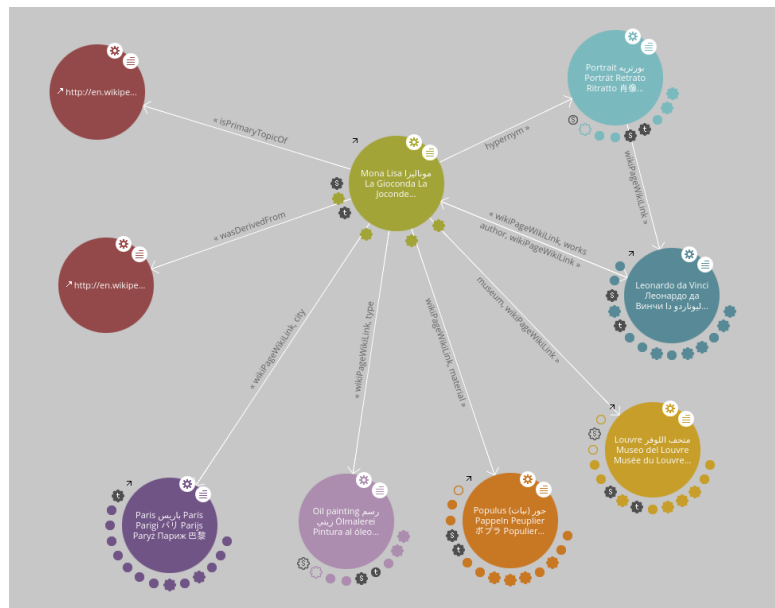 http://en.wikipe...
Portrait بورتريه
Porträt Retrato
Ritratto 肖像...
« isPrimaryTopicOf
hypernym »
Mona Lisa موناليزا
La Gioconda La
Joconde...
wikiPageWikiLink »
« wasDerivedFrom
« wikiPageWikiLink, works
author, wikiPageWikiLink »
http://en.wikipe...
Leonardo da Vinci
Леонардо да
Винчи ليوناردو دا...
museum, wikiPageWikiLink »
« wikiPageWikiLink, city
« wikiPageWikiLink, type
wikiPageWikiLink, material »
Louvre متحف اللوفر
Museo del Louvre
Musée du Louvre...
Paris باريس Paris
Parigi パリ Parijs
Paryż Париж 巴黎
Oil painting رسم
زيتي Ölmalerei
Pintura al óleo...
Populus حور (نبات)
Pappeln Peuplier
ポプラ Populier...